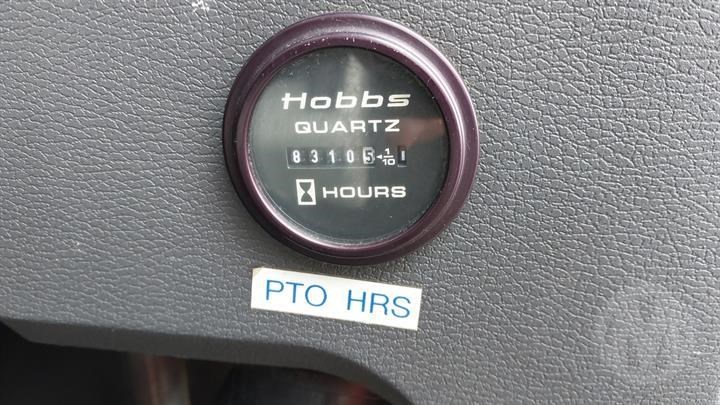 Hobbs
QUARTZ
83105 ◄1/10
HOURS
PTO HRS